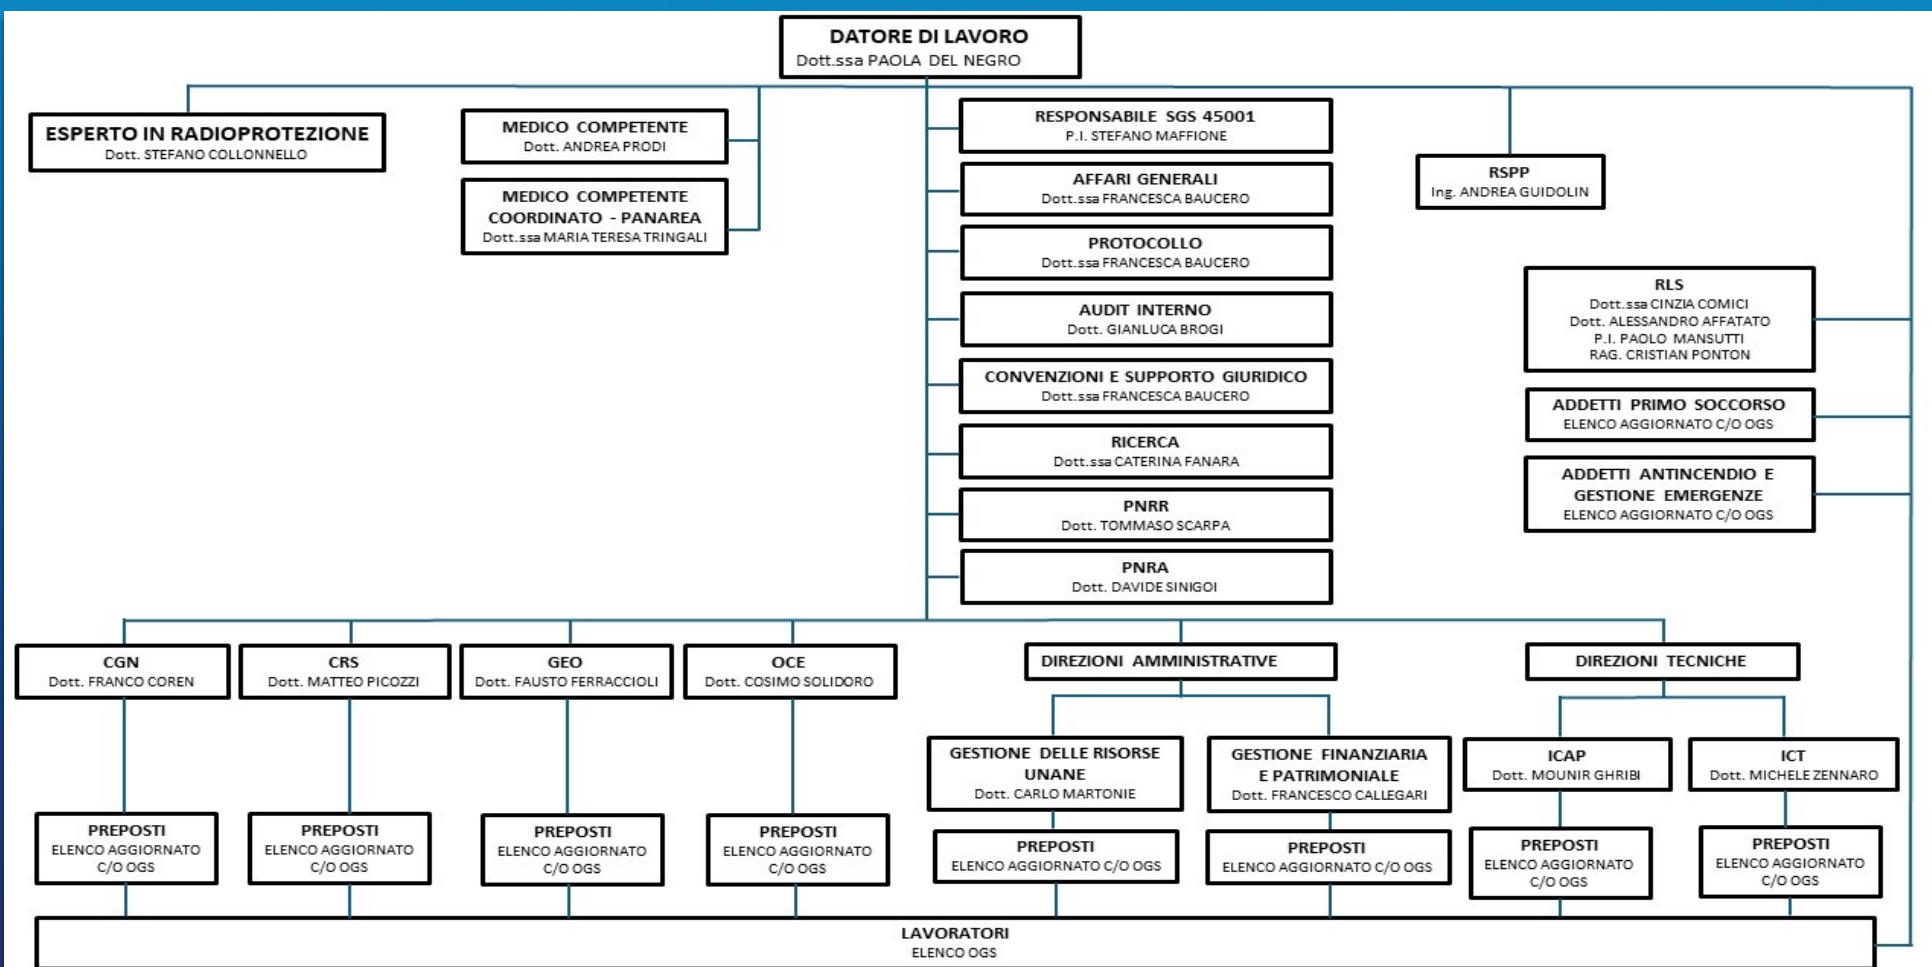 DATORE DI LAVORO
Dott.ssa PAOLA DEL NEGRO
ESPERTO IN RADIOPROTEZIONE
Dott. STEFANO COLLONNELLO
MEDICO COMPETENTE
Dott. ANDREA PRODI
MEDICO COMPETENTE
COORDINATO - PANAREA
Dott.ssa MARIA TERESA TRINGALI
RESPONSABILE SGS 45001
P.I. STEFANO MAFFIONE
AFFARI GENERALI
Dott.ssa FRANCESCA BAUCERO
PROTOCOLLO
Dott.ssa FRANCESCA BAUCERO
AUDIT INTERNO
Dott. GIANLUCA BROGI
CONVENZIONI E SUPPORTO GIURIDICO
Dott.ssa FRANCESCA BAUCERO
RICERCA
Dott.ssa CATERINA FANARA
PNRR
Dott. TOMMASO SCARPA
PNRA
Dott. DAVIDE SINIGOI
RSPP
Ing. ANDREA GUIDOLIN
RLS
Dott.ssa CINZIA COMICI
Dott. ALESSANDRO AFFATATO
P.I. PAOLO MANSUTTI
RAG. CRISTIAN PONTON
ADDETTI PRIMO SOCCORSO
ELENCO AGGIORNATO C/O OGS
ADDETTI ANTINCENDIO E
GESTIONE EMERGENZE
ELENCO AGGIORNATO C/O OGS
CGN
Dott. FRANCO COREN
CRS
Dott. MATTEO PICOZZI
GEO
Dott. FAUSTO FERRACCIOLI
OCE
Dott. COSIMO SOLIDORO
DIREZIONI AMMINISTRATIVE
DIREZIONI TECNICHE
GESTIONE DELLE RISORSE
UNANE
Dott. CARLO MARTONIE
GESTIONE FINANZIARIA
E PATRIMONIALE
Dott. FRANCESCO CALLEGARI
ICAP
Dott. MOUNIR GHRIBI
ICT
Dott. MICHELE ZENNARO
PREPOSTI
ELENCO AGGIORNATO
C/O OGS
PREPOSTI
ELENCO AGGIORNATO
C/O OGS
PREPOSTI
ELENCO AGGIORNATO
C/O OGS
PREPOSTI
ELENCO AGGIORNATO
C/O OGS
PREPOSTI
ELENCO AGGIORNATO C/O OGS
PREPOSTI
ELENCO AGGIORNATO C/O OGS
PREPOSTI
ELENCO AGGIORNATO
C/O OGS
PREPOSTI
ELENCO AGGIORNATO
C/O OGS
LAVORATORI
ELENCO OGS